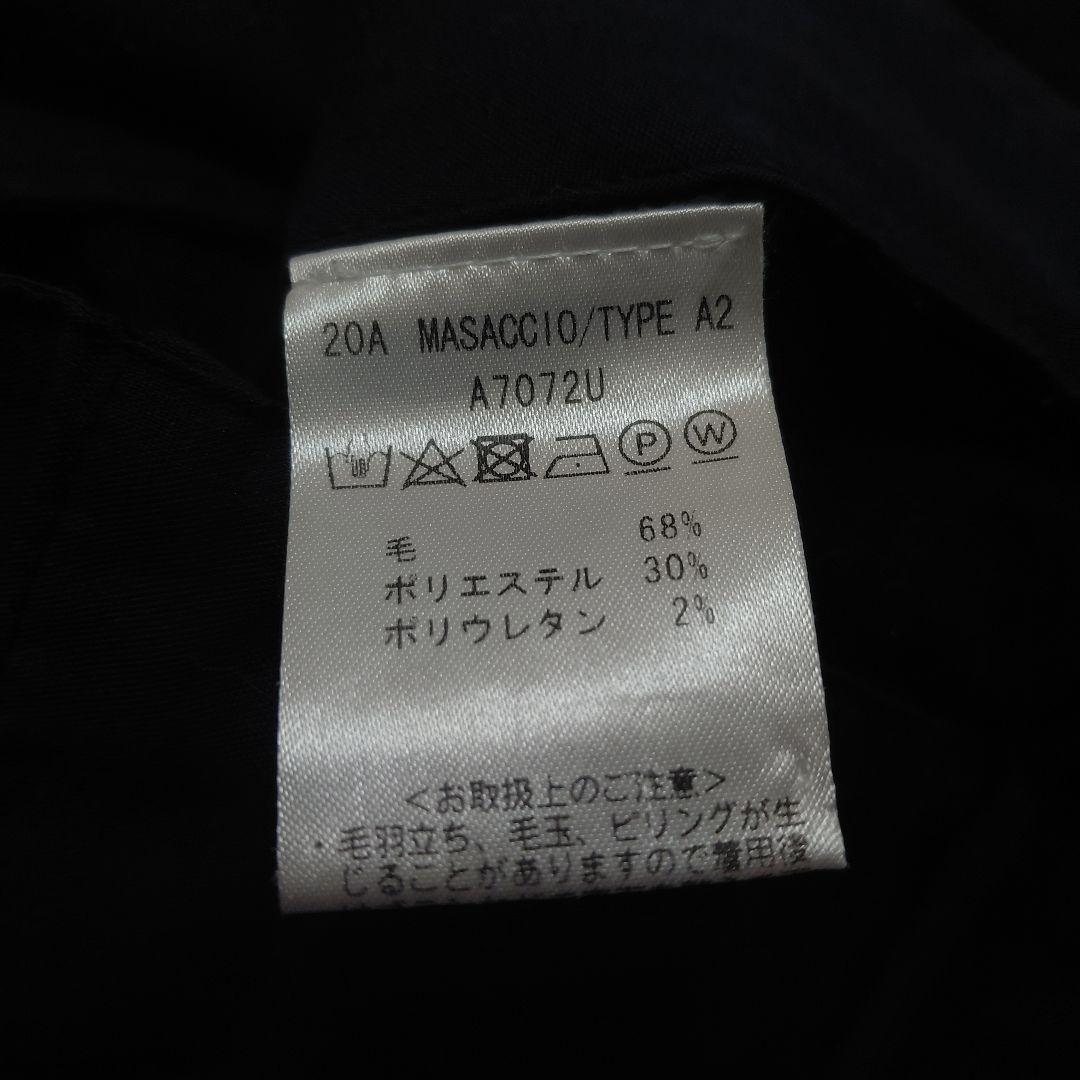 20A MASACCIO/TYPE A2
A7072U
P W
毛 68%
ポリエステル 30%
ポリウレタン 2%
<お取扱上のご注意>
・毛羽立ち、毛玉、ピリングが生
じることがありますので着用後